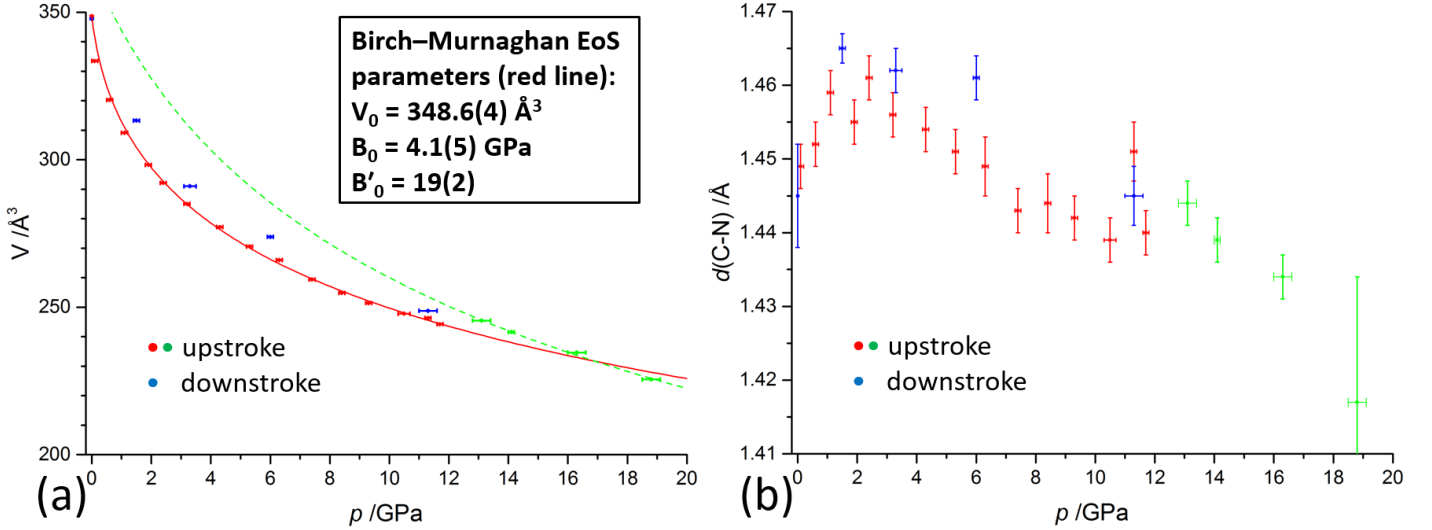 350
300
250
200
V /Å³
0 2 4 6 8 10 12 14 16 18 20
p /GPa
Birch–Murnaghan EoS
parameters (red line):
V₀ = 348.6(4) Å³
B₀ = 4.1(5) GPa
B′₀ = 19(2)
upstroke
downstroke
(a)
1.47
1.46
1.45
1.44
1.43
1.42
1.41
d(C-N) /Å
0 2 4 6 8 10 12 14 16 18 20
p /GPa
upstroke
downstroke
(b)